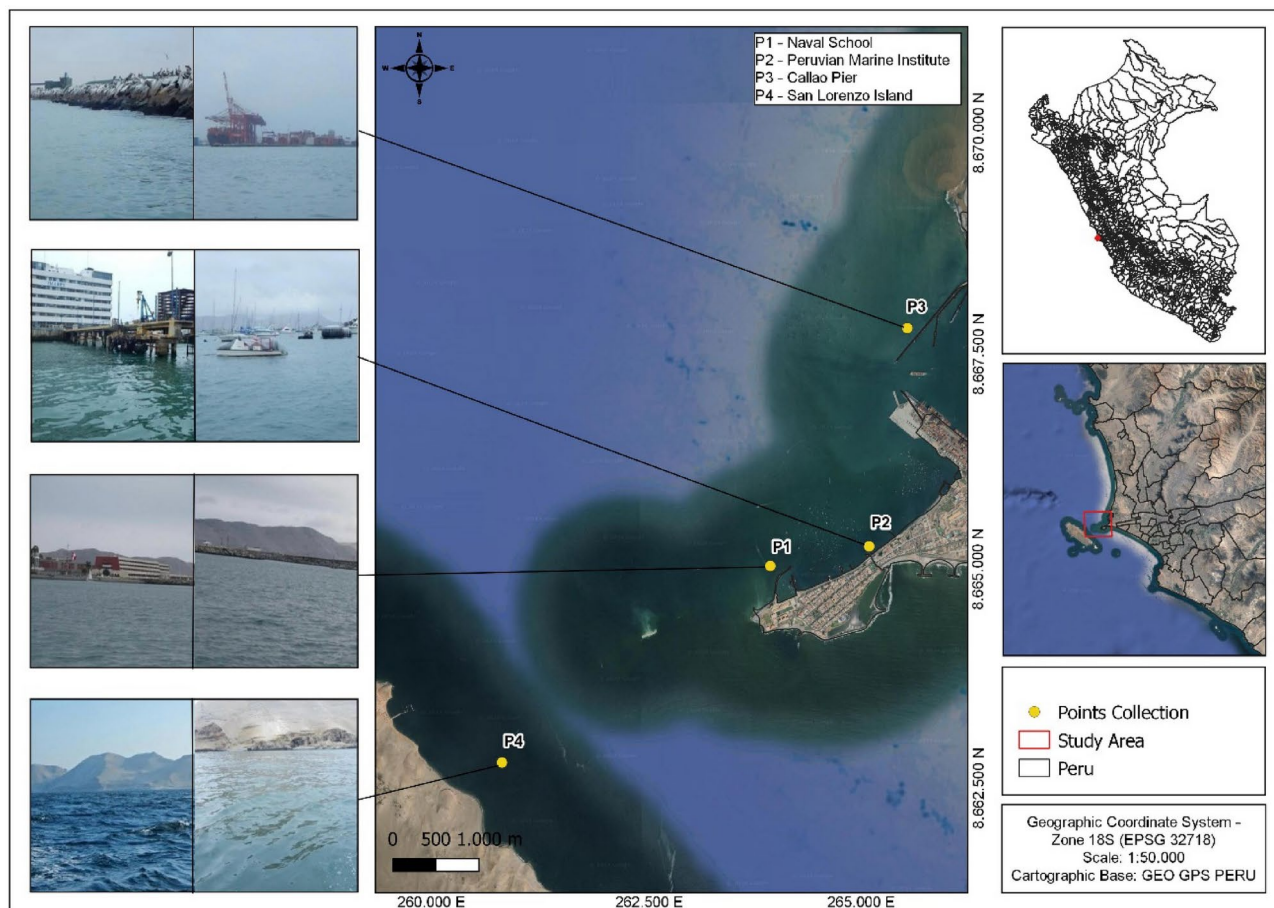 N
W
E
S
P1 - Naval School
P2 - Peruvian Marine Institute
P3 - Callao Pier
P4 - San Lorenzo Island
8.670.000 N
P3
8.667.500 N
P2
P1
8.665.000 N
P4
8.662.500 N
0 500 1.000 m
260.000 E
262.500 E
265.000 E
Points Collection
Study Area
Peru
Geographic Coordinate System -
Zone 18S (EPSG 32718)
Scale: 1:50.000
Cartographic Base: GEO GPS PERU